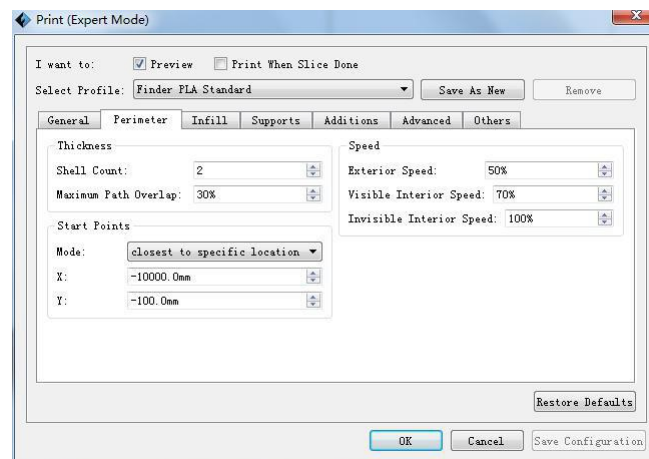 Print (Expert Mode)
I want to: Preview Print When Slice Done
Select Profile: Finder PLA Standard Save As New Remove
General Perimeter Infill Supports Additions Advanced Others
Thickness
Shell Count: 2
Maximum Path Overlap: 30%
Start Points
Mode: closest to specific location
X: -10000.0mm
Y: -100.0mm
Speed
Exterior Speed: 50%
Visible Interior Speed: 70%
Invisible Interior Speed: 100%
Restore Defaults
OK Cancel Save Configuration